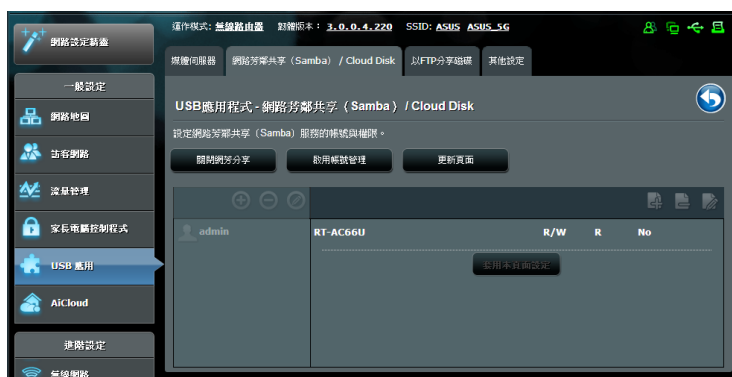 運作模式: 無線路由器 韌體版本: 3.0.0.4.220 SSID: ASUS ASUS_5G
網路設定精靈
媒體伺服器 網路芳鄰共享 (Samba) / Cloud Disk 以FTP分享磁碟 其他設定
一般設定
網路地圖
訪客網路
流量管理
家長電腦控制程式
USB 應用
AiCloud
進階設定
無線網路
USB應用程式 - 網路芳鄰共享 (Samba) / Cloud Disk
設定網路芳鄰共享 (Samba) 服務的帳號與權限。
關閉網芳分享 啟用帳號管理 更新頁面
admin
RT-AC66U R/W R No
套用本頁面設定